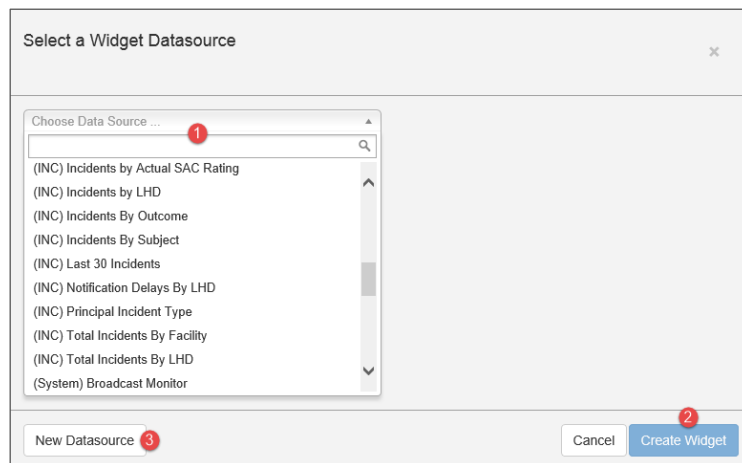 Select a Widget Datasource
×
Choose Data Source ...
1
(INC) Incidents by Actual SAC Rating
(INC) Incidents by LHD
(INC) Incidents By Outcome
(INC) Incidents By Subject
(INC) Last 30 Incidents
(INC) Notification Delays By LHD
(INC) Principal Incident Type
(INC) Total Incidents By Facility
(INC) Total Incidents By LHD
(System) Broadcast Monitor
2
New Datasource 3 Cancel Create Widget